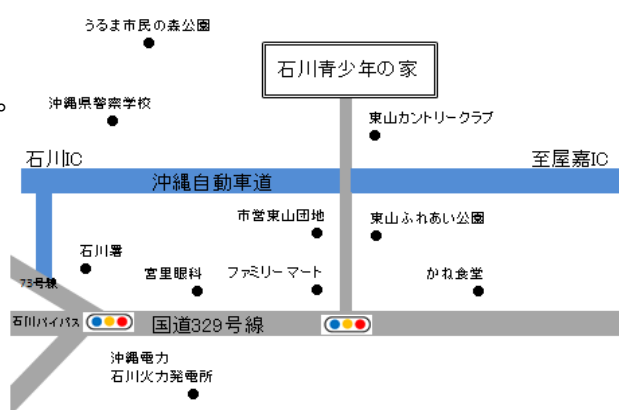 うるま市民の森公園
石川青少年の家
沖縄県警察学校
東山カントリークラブ
石川IC
至屋嘉IC
沖縄自動車道
市営東山団地
東山ふれあい公園
石川署
宮里眼科
ファミリーマート
かね食堂
73号線
石川バイパス
国道329号線
沖縄電力
石川火力発電所